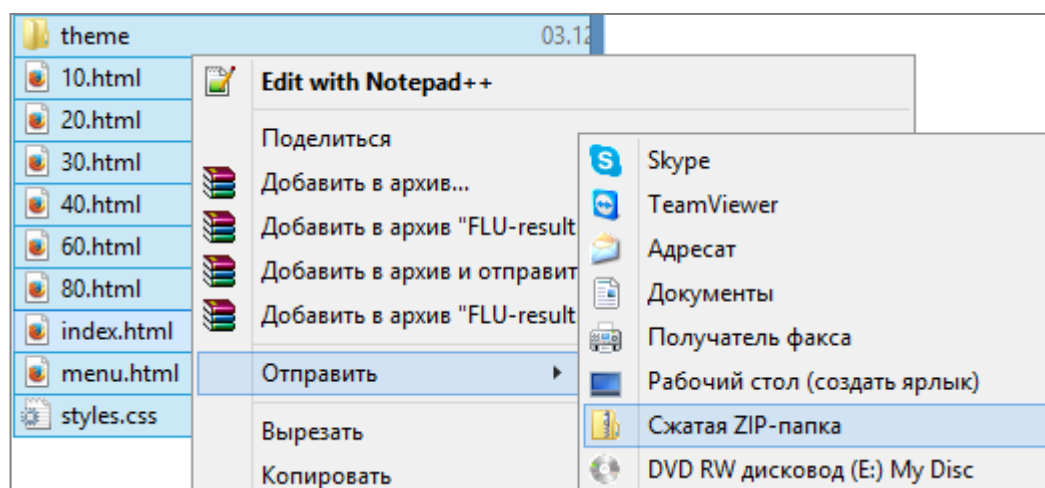 theme 03.12
10.html
20.html
30.html
40.html
60.html
80.html
index.html
menu.html
styles.css
Edit with Notepad++
Поделиться
Добавить в архив...
Добавить в архив "FLU-result
Добавить в архив и отправит
Добавить в архив "FLU-result
Отправить
Вырезать
Копировать
Skype
TeamViewer
Адресат
Документы
Получатель факса
Рабочий стол (создать ярлык)
Сжатая ZIP-папка
DVD RW дисковод (E:) My Disc